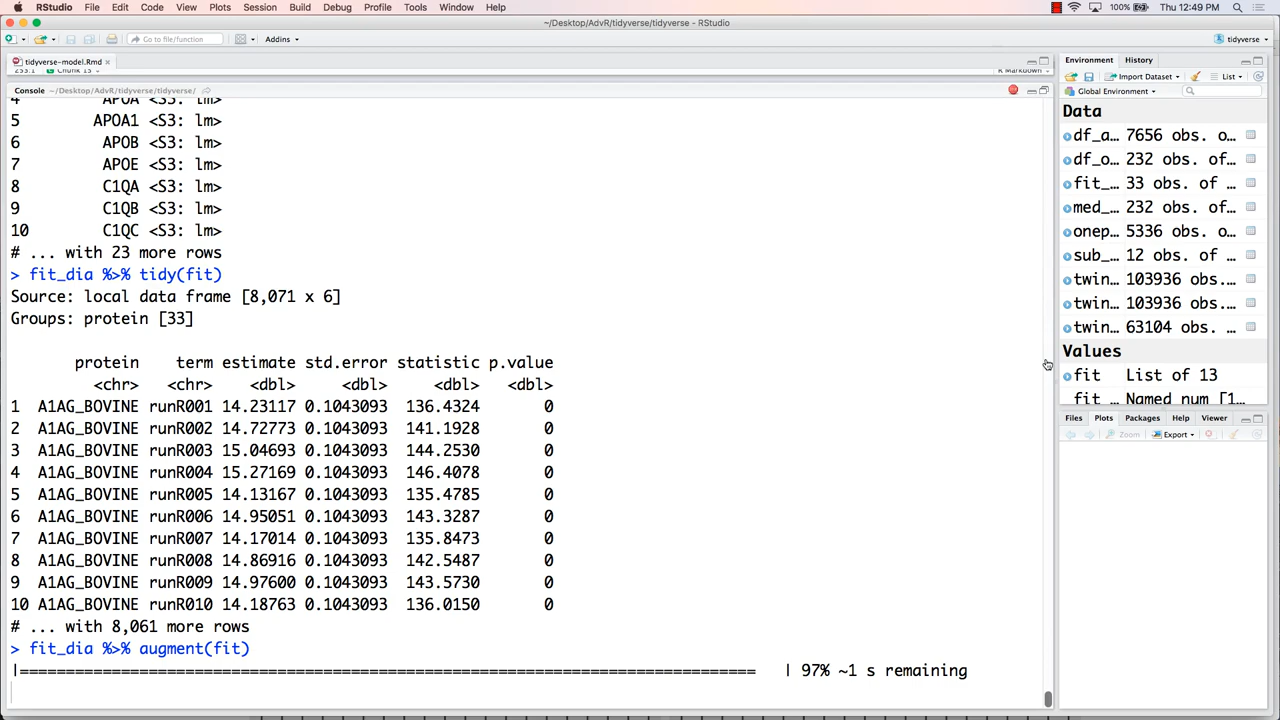 RStudio File Edit Code View Plots Session Build Debug Profile Tools Window Help 100% Thu PM 12:49
~/Desktop/AdvR/tidyverse/tidyverse - RStudio
Go to file/function Addins tidyverse
tidyverse-model.Rmd
253:1 Chunk 13 R Markdown
Console ~/Desktop/AdvR/tidyverse/tidyverse/
4 APOA <S3: lm>
5 APOA1 <S3: lm>
6 APOB <S3: lm>
7 APOE <S3: lm>
8 C1QA <S3: lm>
9 C1QB <S3: lm>
10 C1QC <S3: lm>
# ... with 23 more rows
> fit_dia %>% tidy(fit)
Source: local data frame [8,071 x 6]
Groups: protein [33]
protein term estimate std.error statistic p.value
<chr> <chr> <dbl> <dbl> <dbl> <dbl>
1 A1AG_BOVINE runR001 14.23117 0.1043093 136.4324 0
2 A1AG_BOVINE runR002 14.72773 0.1043093 141.1928 0
3 A1AG_BOVINE runR003 15.04693 0.1043093 144.2530 0
4 A1AG_BOVINE runR004 15.27169 0.1043093 146.4078 0
5 A1AG_BOVINE runR005 14.13167 0.1043093 135.4785 0
6 A1AG_BOVINE runR006 14.95051 0.1043093 143.3287 0
7 A1AG_BOVINE runR007 14.17014 0.1043093 135.8473 0
8 A1AG_BOVINE runR008 14.86916 0.1043093 142.5487 0
9 A1AG_BOVINE runR009 14.97600 0.1043093 143.5730 0
10 A1AG_BOVINE runR010 14.18763 0.1043093 136.0150 0
# ... with 8,061 more rows
> fit_dia %>% augment(fit)
|================================================================================ | 97% ~1 s remaining
Environment History
Import Dataset List
Global Environment
Data
df_a… 7656 obs. o…
df_o… 232 obs. of…
fit_… 33 obs. of …
med_… 232 obs. of…
onep… 5336 obs. o…
sub_… 12 obs. of …
twin… 103936 obs.…
twin… 103936 obs.…
twin… 63104 obs. …
Values
fit List of 13
fit_… Named num [1…
Files Plots Packages Help Viewer
Zoom Export